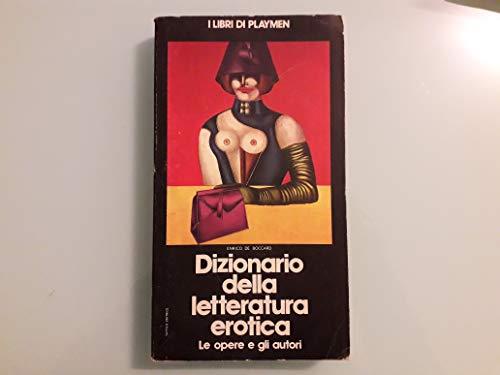 I LIBRI DI PLAYMEN
ENRICO DE BOCCARD
Dizionario
della
letteratura
erotica
Le opere e gli autori